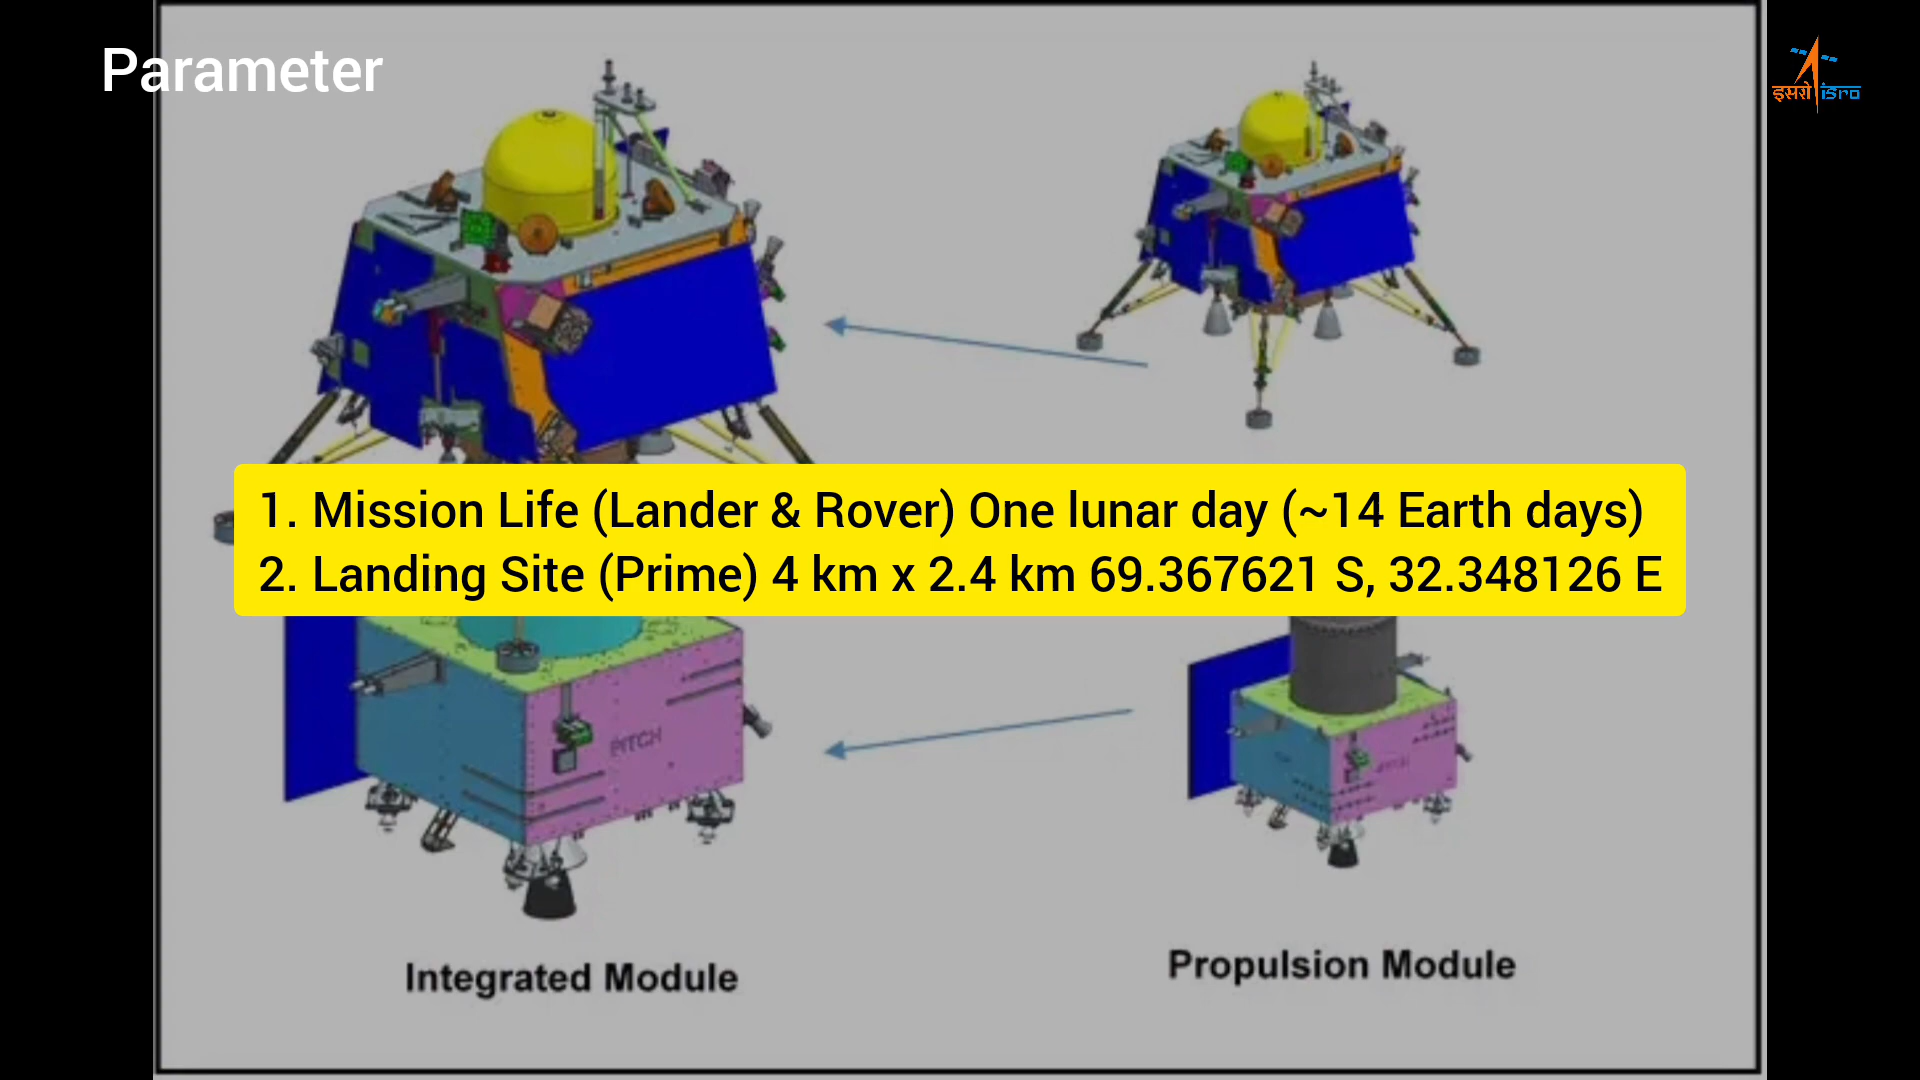 Parameter
इसरो isro
1. Mission Life (Lander & Rover) One lunar day (~14 Earth days)
2. Landing Site (Prime) 4 km x 2.4 km 69.367621 S, 32.348126 E
PITCH
Integrated Module
Propulsion Module